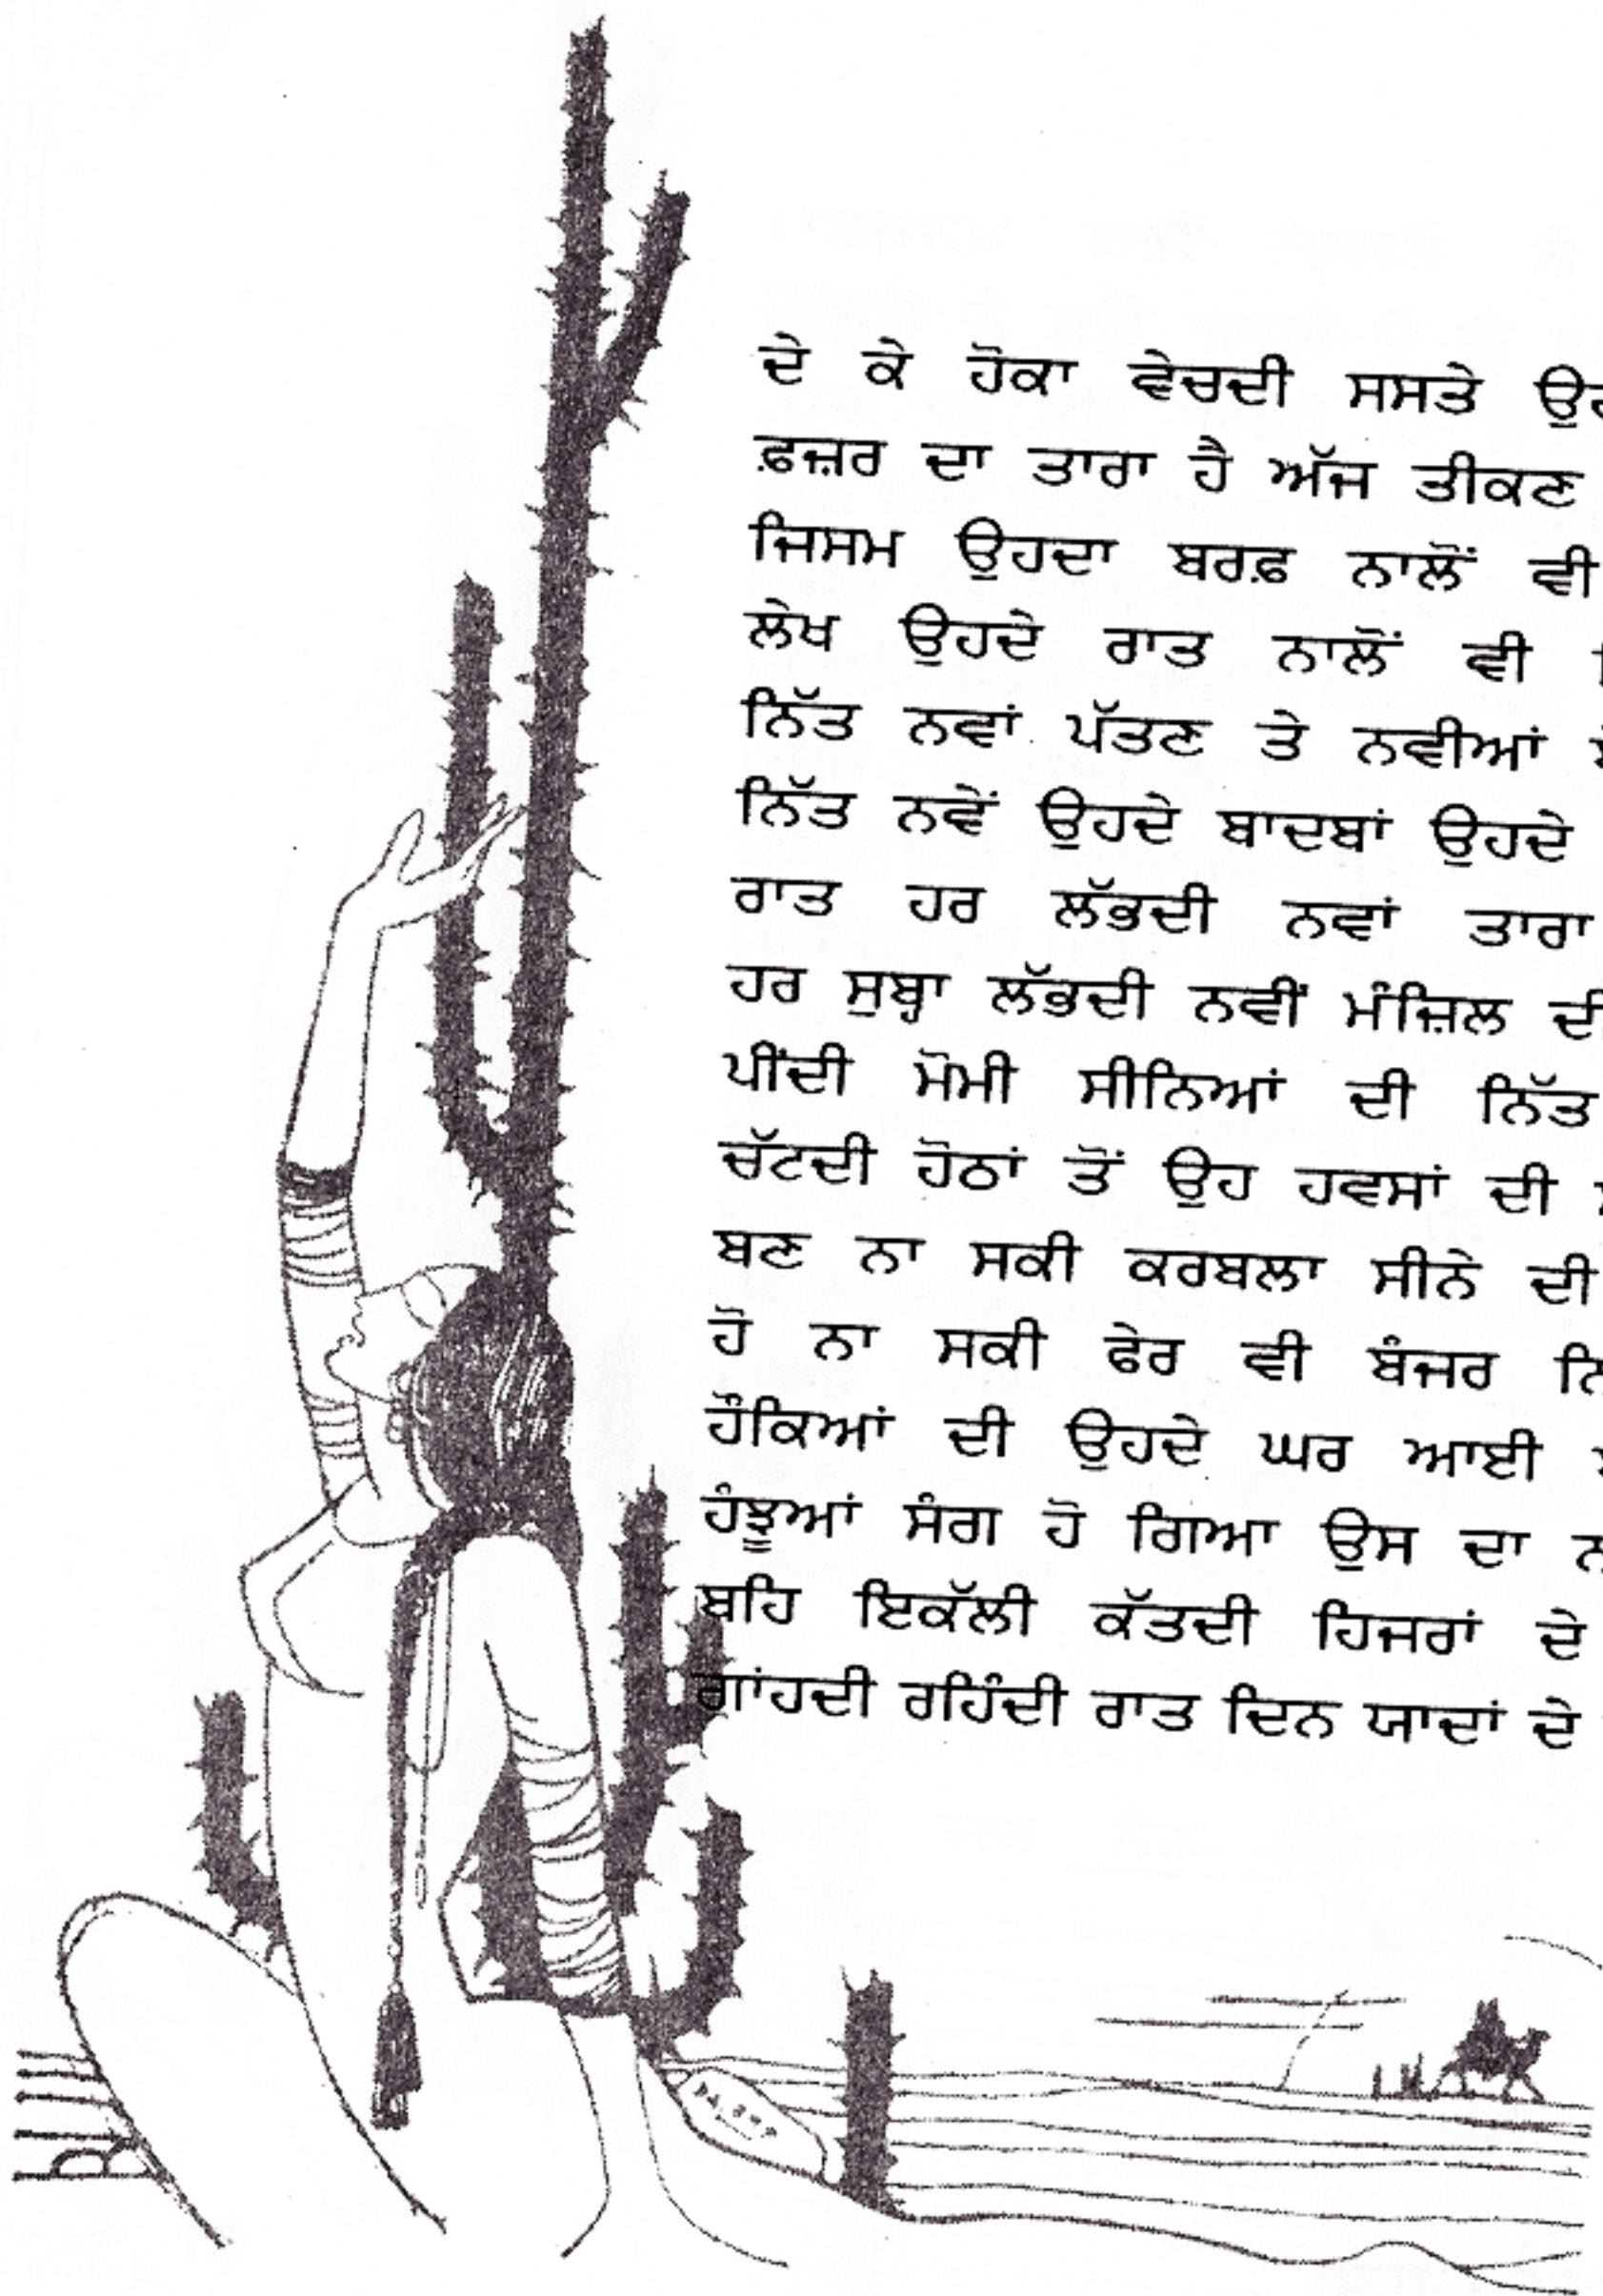 ਦੇ ਕੇ ਹੋਕਾ ਵੇਚਦੀ ਸਸਤੇ
ਫ਼ਜ਼ਰ ਦਾ ਤਾਰਾ ਹੈ ਅੱਜ ਤੀਕਣ
ਜਿਸਮ ਉਹਦਾ ਬਰਫ਼ ਨਾਲੋਂ ਵੀ
ਲੇਖ ਉਹਦੇ ਰਾਤ ਨਾਲੋਂ ਵੀ
ਨਿੱਤ ਨਵਾਂ ਪੱਤਣ ਤੇ ਨਵੀਆਂ
ਨਿੱਤ ਨਵੇਂ ਉਹਦੇ ਬਾਦਬਾਂ ਉਹਦੇ
ਰਾਤ ਹਰ ਲੱਭਦੀ ਨਵਾਂ ਤਾਰਾ
ਹਰ ਸੁਬ੍ਹਾ ਲੱਭਦੀ ਨਵੀਂ ਮੰਜ਼ਿਲ ਦੀ
ਪੀਂਦੀ ਮੋਮੀ ਸੀਨਿਆਂ ਦੀ ਨਿੱਤ
ਚੱਟਦੀ ਹੋਠਾਂ ਤੋਂ ਉਹ ਹਵਸਾਂ ਦੀ
ਬਣ ਨਾ ਸਕੀ ਕਰਬਲਾ ਸੀਨੇ ਦੀ
ਹੋ ਨਾ ਸਕੀ ਫੇਰ ਵੀ ਬੰਜਰ
ਹੌਕਿਆਂ ਦੀ ਉਹਦੇ ਘਰ ਆਈ
ਹੰਝੂਆਂ ਸੰਗ ਹੋ ਗਿਆ ਉਸ ਦਾ
ਬਹਿ ਇਕੱਲੀ ਕੱਤਦੀ ਹਿਜਰਾਂ ਦੇ
ਗਾਂਹਦੀ ਰਹਿੰਦੀ ਰਾਤ ਦਿਨ ਯਾਦਾਂ ਦੇ